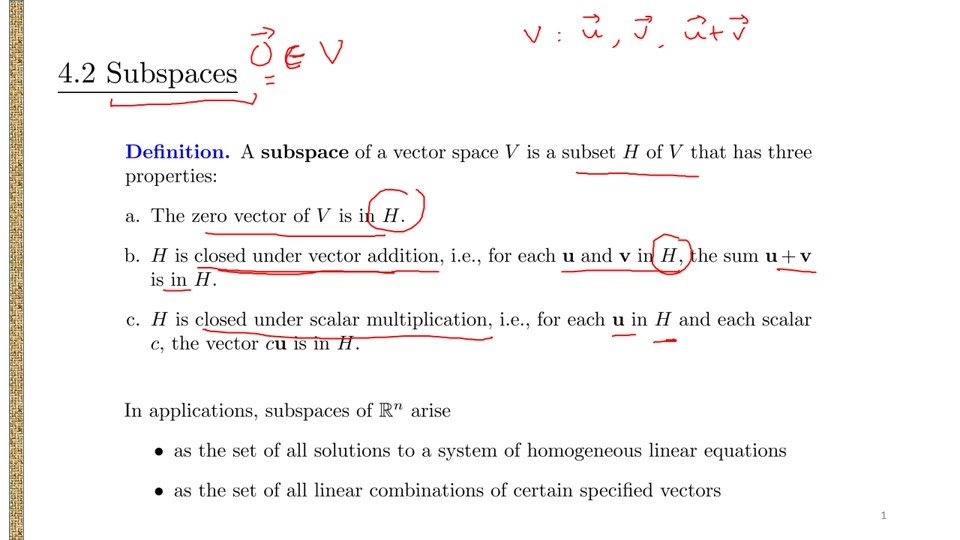 V : u⃗, v⃗, u⃗+v⃗
0⃗ ∈ V
4.2 Subspaces
Definition. A subspace of a vector space V is a subset H of V that has three
properties:
a. The zero vector of V is in H.
b. H is closed under vector addition, i.e., for each u and v in H, the sum u + v
is in H.
c. H is closed under scalar multiplication, i.e., for each u in H and each scalar
c, the vector cu is in H.
In applications, subspaces of ℝⁿ arise
• as the set of all solutions to a system of homogeneous linear equations
• as the set of all linear combinations of certain specified vectors
1